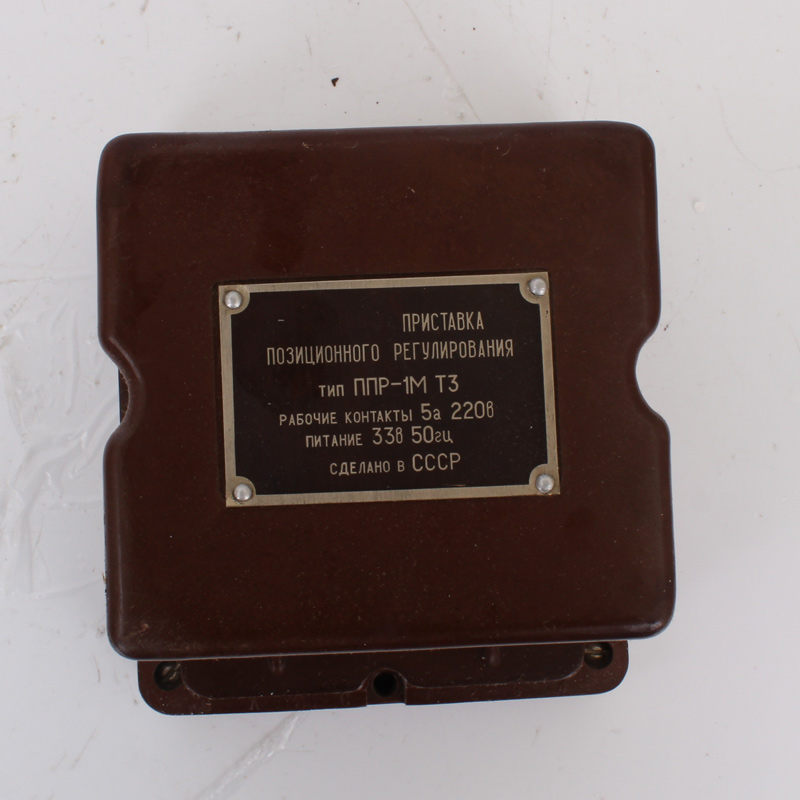 ПРИСТАВКА
ПОЗИЦИОННОГО РЕГУЛИРОВАНИЯ
тип ППР-1М Т3
РАБОЧИЕ КОНТАКТЫ 5а 220в
ПИТАНИЕ 33в 50гц
СДЕЛАНО В СССР